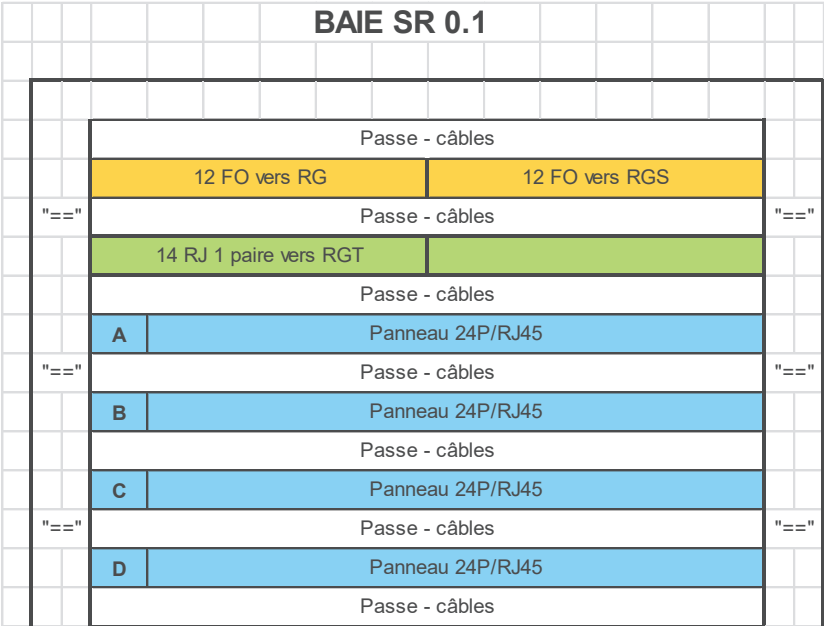 BAIE SR 0.1
Passe - câbles
12 FO vers RG 12 FO vers RGS
"==" Passe - câbles "=="
14 RJ 1 paire vers RGT
Passe - câbles
A Panneau 24P/RJ45
"==" Passe - câbles "=="
B Panneau 24P/RJ45
Passe - câbles
C Panneau 24P/RJ45
"==" Passe - câbles "=="
D Panneau 24P/RJ45
Passe - câbles